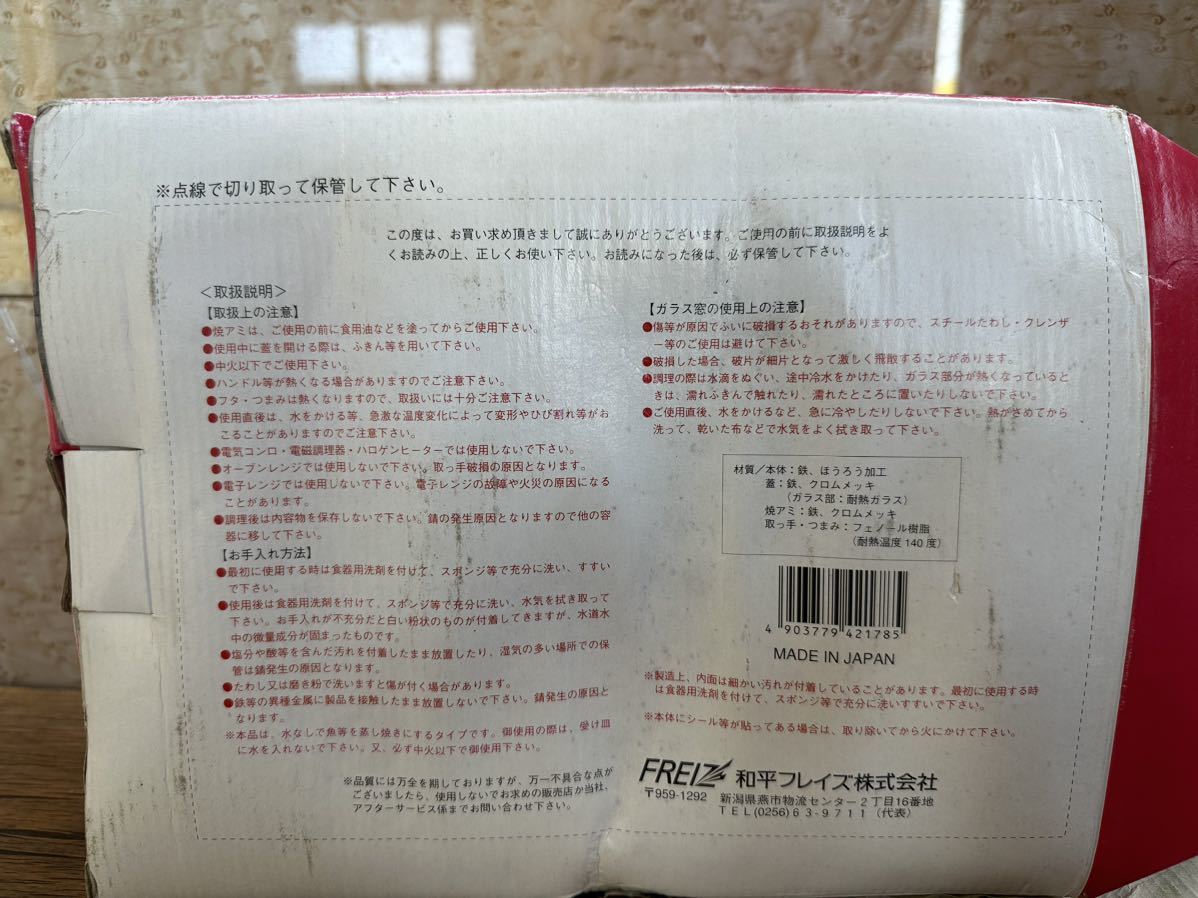 ※点線で切り取って保管して下さい。
この度は、お買い求め頂きまして誠にありがとうございます。ご使用の前に取扱説明をよ
くお読みの上、正しくお使い下さい。お読みになった後は、必ず保管して下さい。
＜取扱説明＞
【取扱上の注意】
●焼アミは、ご使用の前に食用油などを塗ってからご使用下さい。
●使用中に蓋を開ける際は、ふきん等を用いて下さい。
●中火以下でご使用下さい。
●ハンドル等が熱くなる場合がありますのでご注意下さい。
●フタ・つまみは熱くなりますので、取扱いには十分ご注意下さい。
●使用直後は、水をかける等、急激な温度変化によって変形やひび割れ等がお
こることがありますのでご注意下さい。
●電気コンロ・電磁調理器・ハロゲンヒーターでは使用しないで下さい。
●オーブンレンジでは使用しないで下さい。取っ手破損の原因となります。
●電子レンジでは使用しないで下さい。電子レンジの故障や火災の原因になる
ことがあります。
●調理後は内容物を保存しないで下さい。錆の発生原因となりますので他の容
器に移して下さい。
【お手入れ方法】
●最初に使用する時は食器用洗剤を付けて、スポンジ等で充分に洗い、すすい
で下さい。
●使用後は食器用洗剤を付けて、スポンジ等で充分に洗い、水気を拭き取って
下さい。お手入れが不充分だと白い粉状のものが付着してきますが、水道水
中の微量成分が固まったものです。
●塩分や酸等を含んだ汚れを付着したまま放置したり、湿気の多い場所での保
管は錆発生の原因となります。
●たわし又は磨き粉で洗いますと傷が付く場合があります。
●鉄等の異種金属に製品を接触したまま放置しないで下さい。錆発生の原因と
なります。
※本品は、水なしで魚等を蒸し焼きにするタイプです。御使用の際は、受け皿
に水を入れないで下さい。又、必ず中火以下で御使用下さい。
※品質には万全を期しておりますが、万一不具合な点が
ございましたら、使用しないでお求めの販売店か当社、
アフターサービス係までお問い合わせ下さい。
【ガラス窓の使用上の注意】
●傷等が原因でふいに破損するおそれがありますので、スチールたわし・クレンザ
ー等のご使用は避けて下さい。
●破損した場合、破片が細片となって激しく飛散することがあります。
●調理の際は水滴をぬぐい、途中冷水をかけたり、ガラス部分が熱くなっていると
きは、濡れふきんで触れたり、濡れたところに置いたりしないで下さい。
●ご使用直後、水をかけるなど、急に冷やしたりしないで下さい。熱がさめてから
洗って、乾いた布などで水気をよく拭き取って下さい。
材質／本体：鉄、ほうろう加工
蓋：鉄、クロムメッキ
（ガラス部：耐熱ガラス）
焼アミ：鉄、クロムメッキ
取っ手・つまみ：フェノール樹脂
（耐熱温度140度）
4 903779 421785
MADE IN JAPAN
※製造上、内面は細かい汚れが付着していることがあります。最初に使用する時
は食器用洗剤を付けて、スポンジ等で充分に洗いすすいで下さい。
※本体にシール等が貼ってある場合は、取り除いてから火にかけて下さい。
FREIZ 和平フレイズ株式会社
〒959-1292 新潟県燕市物流センター2丁目16番地
TEL(0256)63-9711（代表）